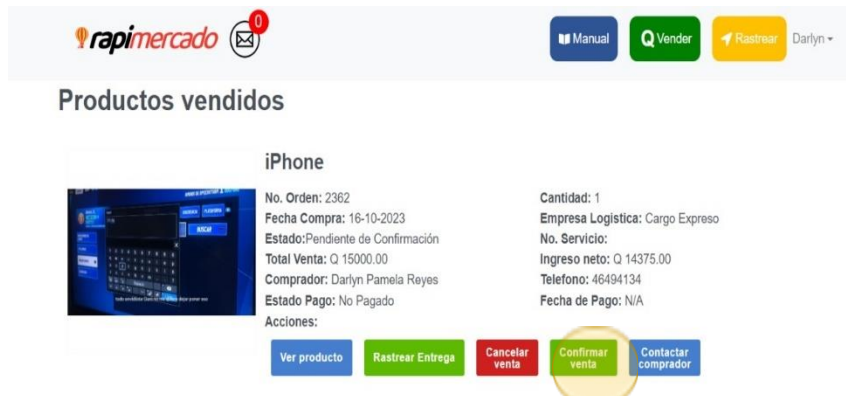 rapimercado
0
Manual
Q Vender
Rastrear
Darlyn
Productos vendidos
iPhone
No. Orden: 2362
Fecha Compra: 16-10-2023
Estado:Pendiente de Confirmación
Total Venta: Q 15000.00
Comprador: Darlyn Pamela Reyes
Estado Pago: No Pagado
Acciones:
Cantidad: 1
Empresa Logística: Cargo Expreso
No. Servicio:
Ingreso neto: Q 14375.00
Telefono: 46494134
Fecha de Pago: N/A
Ver producto
Rastrear Entrega
Cancelar
venta
Confirmar
venta
Contactar
comprador
BUSCAR